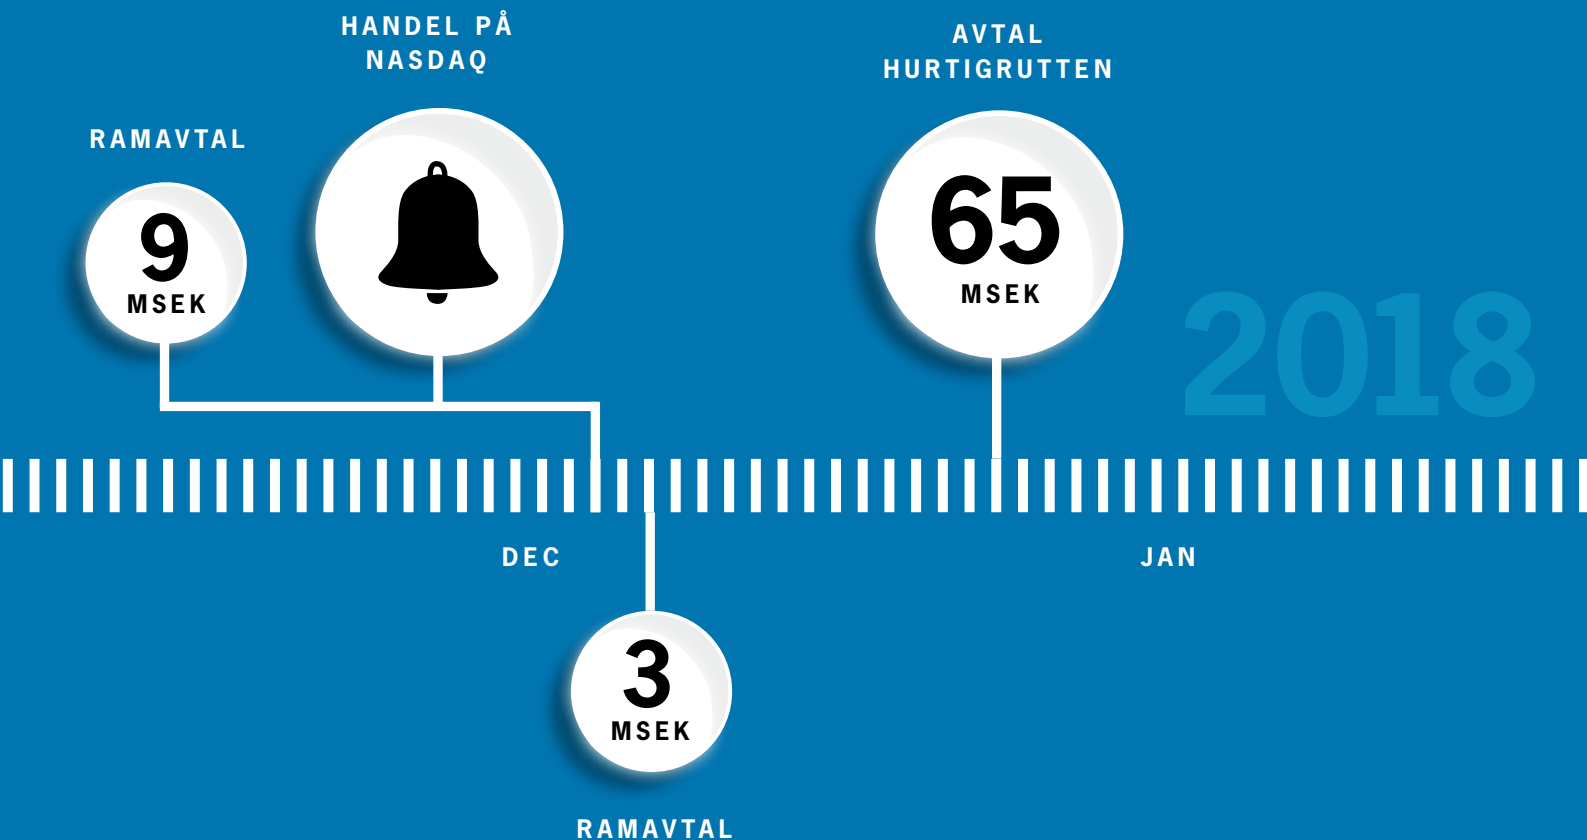 HANDEL PÅ
NASDAQ
AVTAL
HURTIGRUTTEN
RAMAVTAL
9
MSEK
65
MSEK
2018
DEC
JAN
3
MSEK
RAMAVTAL